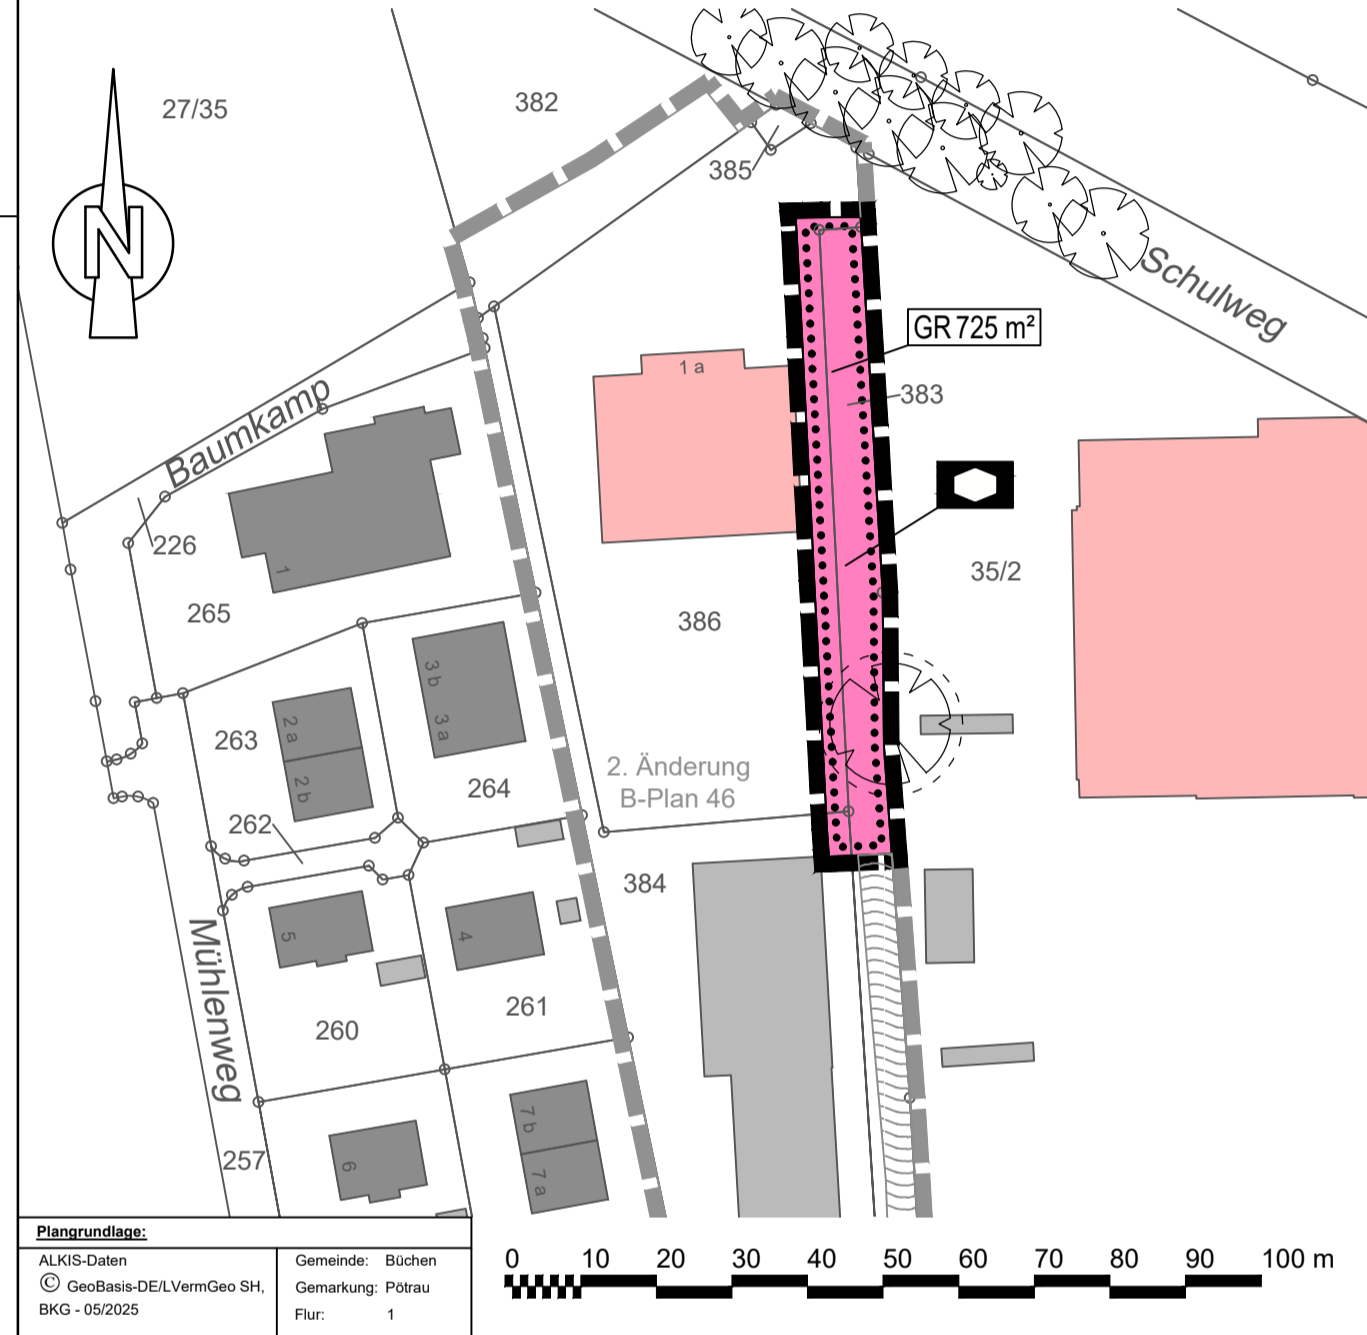 27/35
382
385
N
Schulweg
GR 725 m²
1 a
383
Baumkamp
226
1
265
35/2
386
3 b
3 a
263
2 a
2 b
264
2. Änderung
B-Plan 46
262
384
5
4
Mühlenweg
260
261
7 b
7 a
6
257
Plangrundlage:
ALKIS-Daten
© GeoBasis-DE/LVermGeo SH,
BKG - 05/2025
Gemeinde: Büchen
Gemarkung: Pötrau
Flur: 1
0 10 20 30 40 50 60 70 80 90 100 m